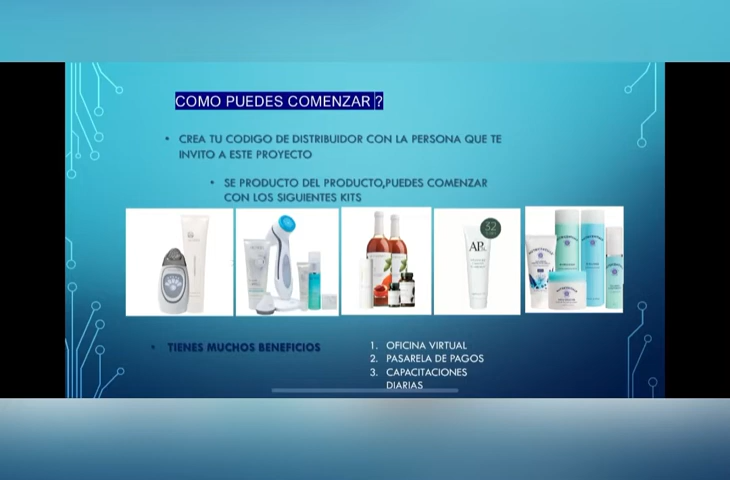 COMO PUEDES COMENZAR ?
• CREA TU CODIGO DE DISTRIBUIDOR CON LA PERSONA QUE TE
INVITO A ESTE PROYECTO
• SE PRODUCTO DEL PRODUCTO,PUEDES COMENZAR
CON LOS SIGUIENTES KITS
AP
• TIENES MUCHOS BENEFICIOS
1. OFICINA VIRTUAL
2. PASARELA DE PAGOS
3. CAPACITACIONES
DIARIAS